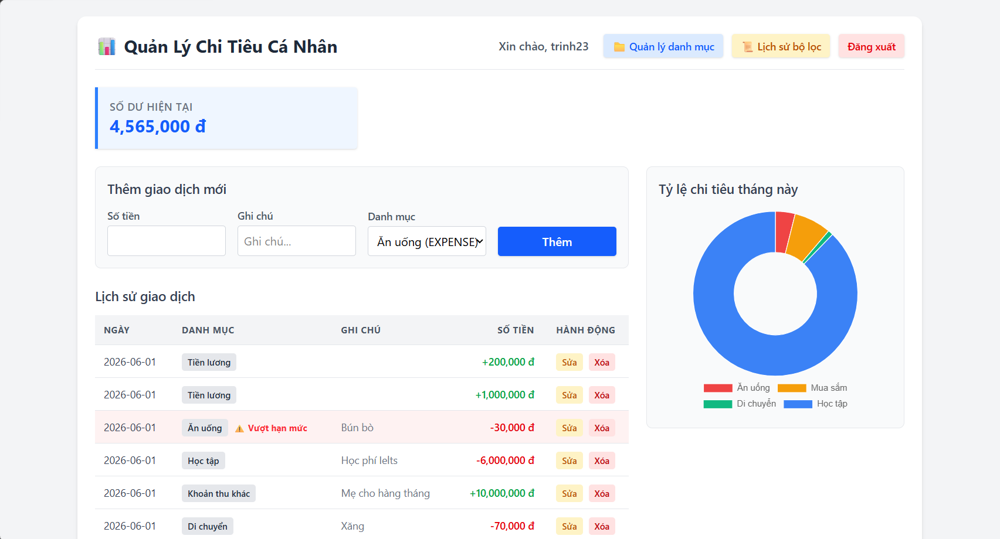 Quản Lý Chi Tiêu Cá Nhân
Xin chào, trinh23
Quản lý danh mục
Lịch sử bộ lọc
Đăng xuất
SỐ DƯ HIỆN TẠI
4,565,000 đ
Thêm giao dịch mới
Số tiền
Ghi chú
Danh mục
Ghi chú...
Ăn uống (EXPENSE)
Thêm
Tỷ lệ chi tiêu tháng này
Ăn uống
Mua sắm
Di chuyển
Học tập
Lịch sử giao dịch
NGÀY DANH MỤC GHI CHÚ SỐ TIỀN HÀNH ĐỘNG
2026-06-01 Tiền lương +200,000 đ Sửa Xóa
2026-06-01 Tiền lương +1,000,000 đ Sửa Xóa
2026-06-01 Ăn uống Vượt hạn mức Bún bò -30,000 đ Sửa Xóa
2026-06-01 Học tập Học phí Ielts -6,000,000 đ Sửa Xóa
2026-06-01 Khoản thu khác Mẹ cho hàng tháng +10,000,000 đ Sửa Xóa
2026-06-01 Di chuyển Xăng -70,000 đ Sửa Xóa